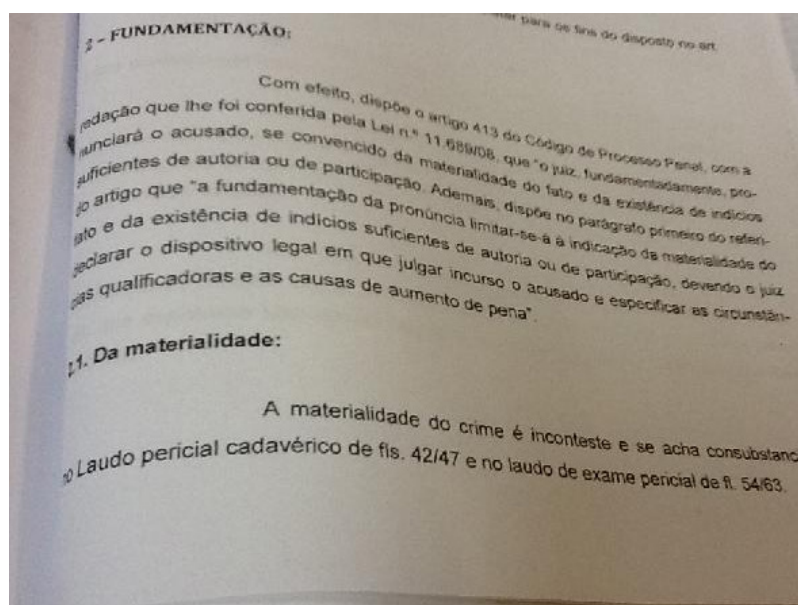 para os fins do disposto no art.
2 - FUNDAMENTAÇÃO:
Com efeito, dispõe o artigo 413 do Código de Processo Penal, com a
redação que lhe foi conferida pela Lei n.º 11.689/08, que "o juiz, fundamentadamente, pro-
nunciará o acusado, se convencido da materialidade do fato e da existência de indícios
suficientes de autoria ou de participação. Ademais, dispõe no parágrafo primeiro do referi-
do artigo que "a fundamentação da pronúncia limitar-se-á à indicação da materialidade do
fato e da existência de indícios suficientes de autoria ou de participação, devendo o juiz
declarar o dispositivo legal em que julgar incurso o acusado e especificar as circunstân-
cias qualificadoras e as causas de aumento de pena".
2.1. Da materialidade:
A materialidade do crime é inconteste e se acha consubstanc
no Laudo pericial cadavérico de fls. 42/47 e no laudo de exame pericial de fl. 54/63.